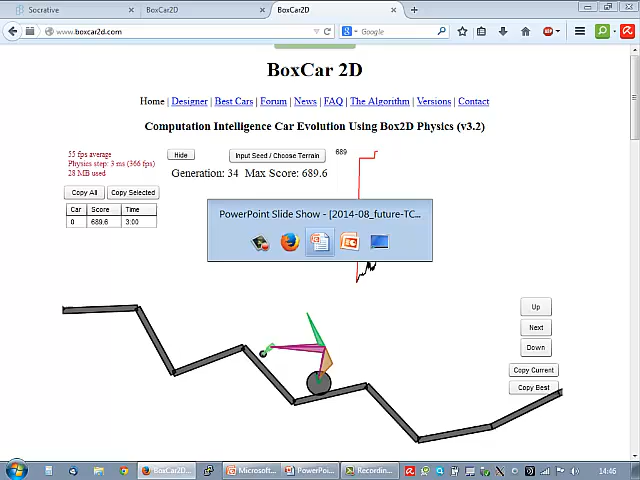 Socrative
BoxCar2D
BoxCar2D
www.boxcar2d.com
Google
BoxCar 2D
Home | Designer | Best Cars | Forum | News | FAQ | The Algorithm | Versions | Contact
Computation Intelligence Car Evolution Using Box2D Physics (v3.2)
55 fps average
Physics step: 3 ms (366 fps)
28 MB used
Hide
Input Seed / Choose Terrain
689
Generation: 34 Max Score: 689.6
Copy All
Copy Selected
Car Score Time
0 689.6 3:00
PowerPoint Slide Show - [2014-08_future-TC...
Up
Next
Down
Copy Current
Copy Best
BoxCar2D...
Microsoft...
PowerPoi...
Recording...
14:46